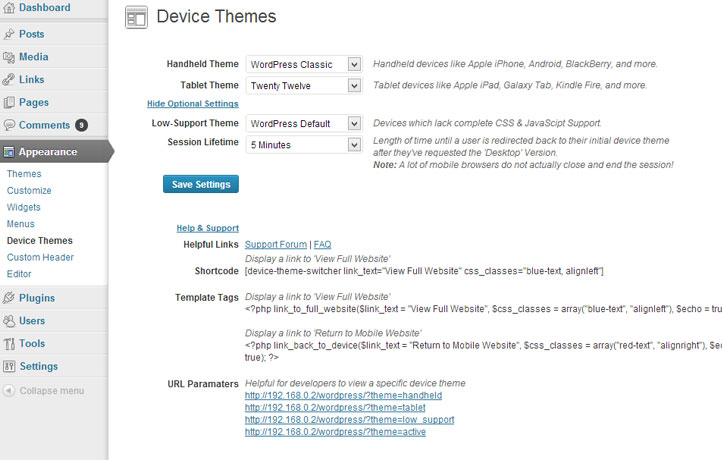 Dashboard
Posts
Media
Links
Pages
Comments 9
Appearance
Themes
Customize
Widgets
Menus
Device Themes
Custom Header
Editor
Plugins
Users
Tools
Settings
Collapse menu
Device Themes
Handheld Theme WordPress Classic Handheld devices like Apple iPhone, Android, BlackBerry, and more.
Tablet Theme Twenty Twelve Tablet devices like Apple iPad, Galaxy Tab, Kindle Fire, and more.
Hide Optional Settings
Low-Support Theme WordPress Default Devices which lack complete CSS & JavaScipt Support.
Session Lifetime 5 Minutes Length of time until a user is redirected back to their initial device theme
after they've requested the 'Desktop' Version.
Note: A lot of mobile browsers do not actually close and end the session!
Save Settings
Help & Support
Helpful Links Support Forum | FAQ
Display a link to 'View Full Website'
Shortcode [device-theme-switcher link_text="View Full Website" css_classes="blue-text, alignleft"]
Template Tags Display a link to 'View Full Website'
<?php link_to_full_website($link_text = "View Full Website", $css_classes = array("blue-text", "alignleft"), $echo = tru
Display a link to 'Return to Mobile Website'
<?php link_back_to_device($link_text = "Return to Mobile Website", $css_classes = array("red-text", "alignright"), $ec
true); ?>
URL Paramaters Helpful for developers to view a specific device theme
http://192.168.0.2/wordpress/?theme=handheld
http://192.168.0.2/wordpress/?theme=tablet
http://192.168.0.2/wordpress/?theme=low_support
http://192.168.0.2/wordpress/?theme=active